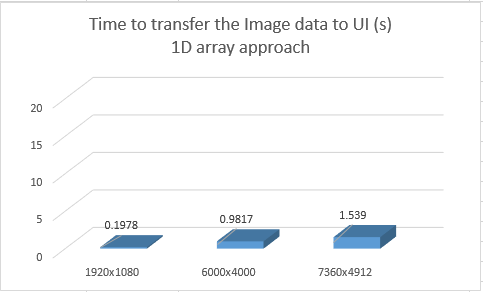 Time to transfer the Image data to UI (s)
1D array approach
20
15
10
5
0
0.1978
0.9817
1.539
1920x1080
6000x4000
7360x4912